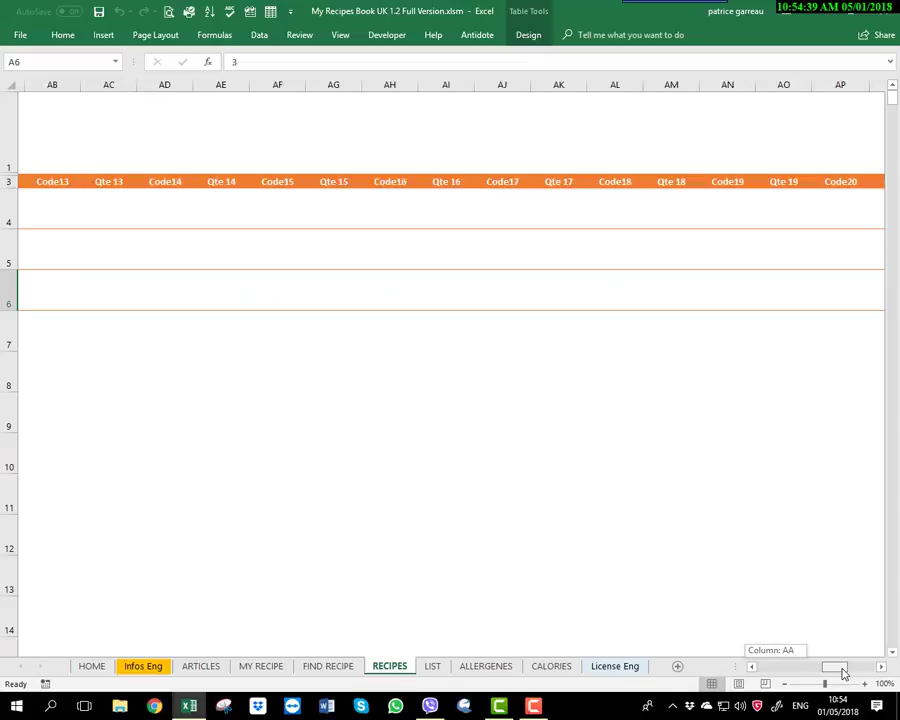 AutoSave Off My Recipes Book UK 1.2 Full Version.xlsm - Excel Table Tools patrice garreau 10:54:39 AM 05/01/2018
File Home Insert Page Layout Formulas Data Review View Developer Help Antidote Design Tell me what you want to do Share
A6 fx 3
AB AC AD AE AF AG AH AI AJ AK AL AM AN AO AP
1
3 Code13 Qte 13 Code14 Qte 14 Code15 Qte 15 Code16 Qte 16 Code17 Qte 17 Code18 Qte 18 Code19 Qte 19 Code20
4
5
6
7
8
9
10
11
12
13
14
Column: AA
HOME Infos Eng ARTICLES MY RECIPE FIND RECIPE RECIPES LIST ALLERGENES CALORIES License Eng
Ready 100%
ENG 10:54
01/05/2018